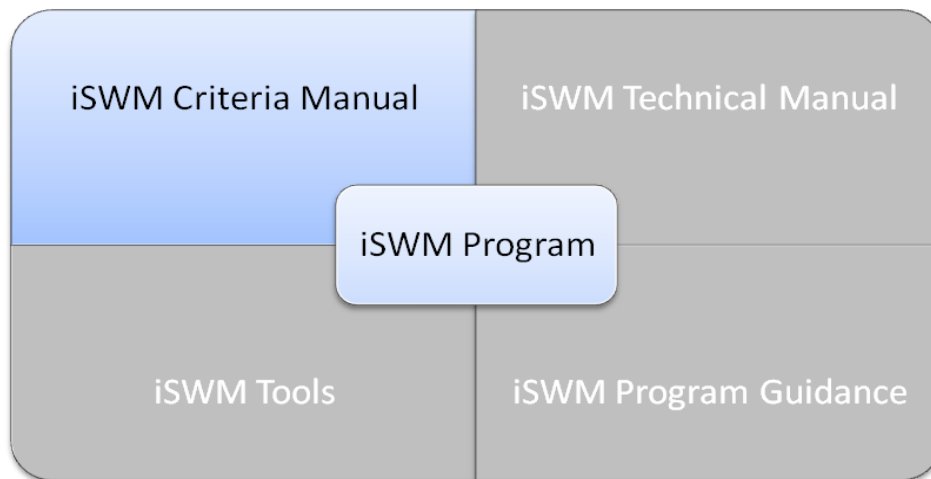 iSWM Criteria Manual
iSWM Technical Manual
iSWM Program
iSWM Tools
iSWM Program Guidance